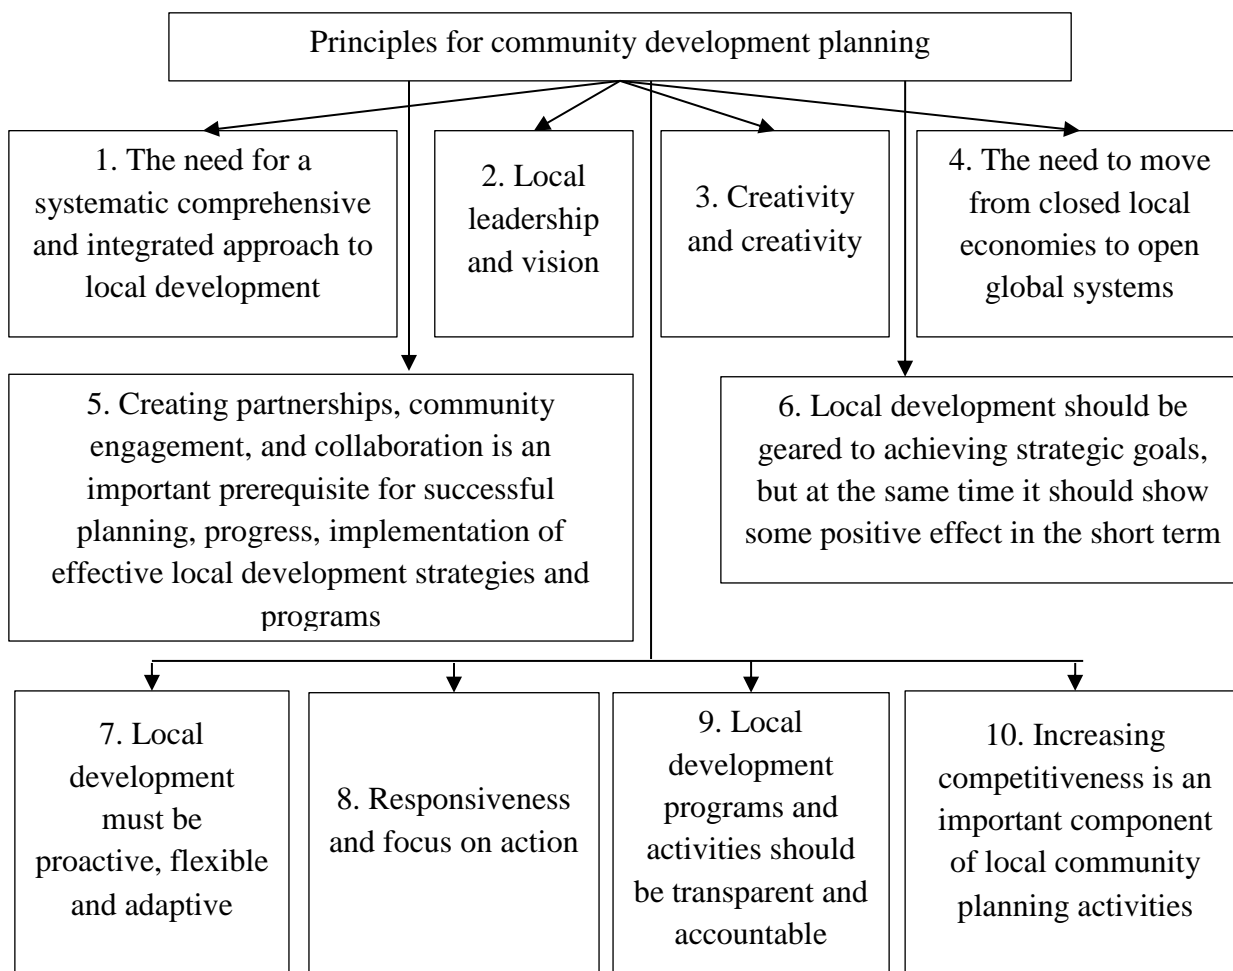 Principles for community development planning
1. The need for a
systematic comprehensive
and integrated approach to
local development
2. Local
leadership
and vision
3. Creativity
and creativity
4. The need to move
from closed local
economies to open
global systems
5. Creating partnerships, community
engagement, and collaboration is an
important prerequisite for successful
planning, progress, implementation of
effective local development strategies and
programs
6. Local development should be
geared to achieving strategic goals,
but at the same time it should show
some positive effect in the short term
7. Local
development
must be
proactive, flexible
and adaptive
8. Responsiveness
and focus on action
9. Local
development
programs and
activities should
be transparent and
accountable
10. Increasing
competitiveness is an
important component
of local community
planning activities